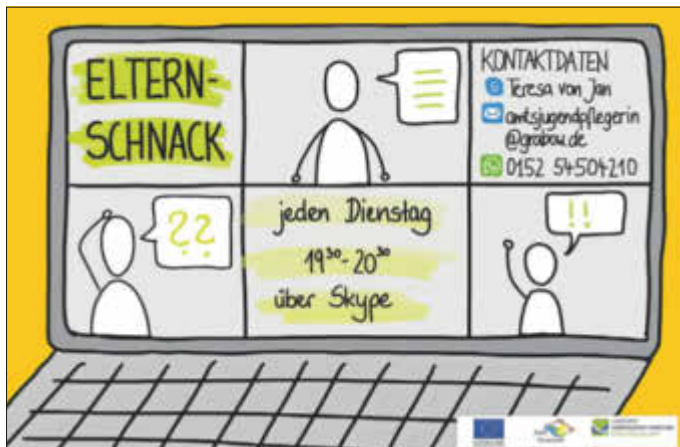 ELTERN-
SCHNACK
KONTAKTDATEN
Teresa von Jan
amtsjugendpflegerin
@grabow.de
0152 54504210
??
jeden Dienstag
19³⁰-20³⁰
über Skype
!!